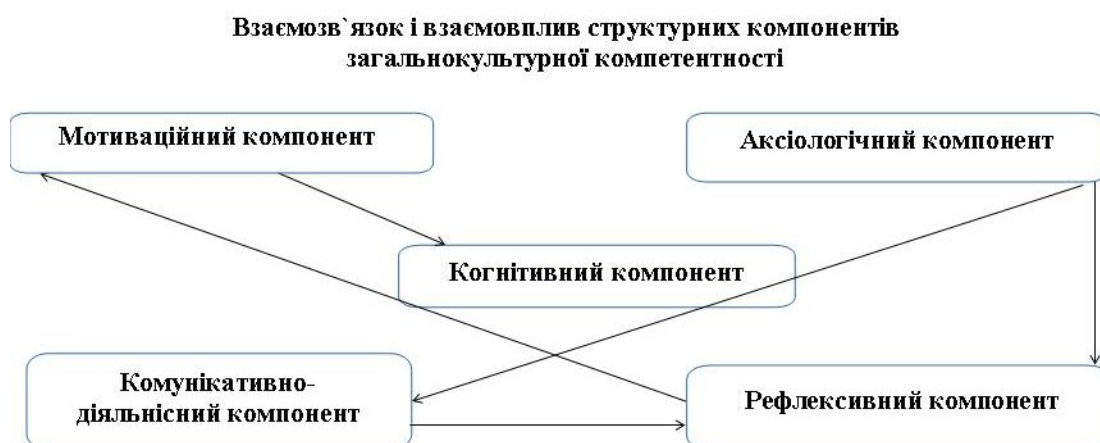 Взаємозв`язок і взаємовплив структурних компонентів
загальнокультурної компетентності
Мотиваційний компонент
Аксіологічний компонент
Когнітивний компонент
Комунікативно-
діяльнісний компонент
Рефлексивний компонент